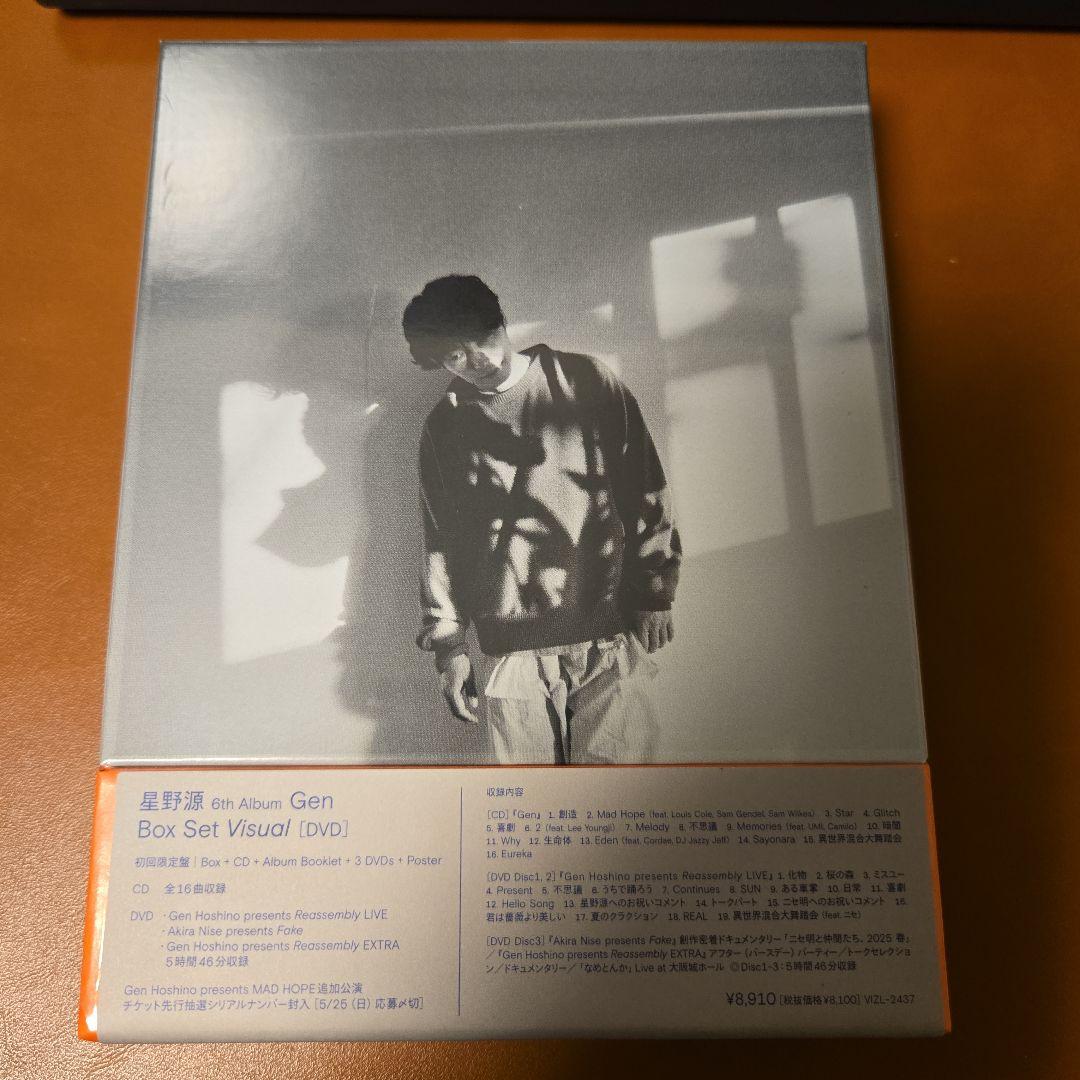 星野源 6th Album Gen
Box Set Visual [DVD]
初回限定盤 | Box + CD + Album Booklet + 3 DVDs + Poster
CD 全16曲収録
DVD ・Gen Hoshino presents Reassembly LIVE
・Akira Nise presents Fake
・Gen Hoshino presents Reassembly EXTRA
5時間46分収録
Gen Hoshino presents MAD HOPE 追加公演
チケット先行抽選シリアルナンバー封入 [5/25(日)応募〆切]
収録内容
[CD]『Gen』 1. 創造 2. Mad Hope (feat. Louis Cole, Sam Gendel, Sam Wilkes) 3. Star 4. Glitch
5. 喜劇 6. 2 (feat. Lee Youngji) 7. Melody 8. 不思議 9. Memories (feat. UMI, Camilo) 10. 暗闇
11. Why 12. 生命体 13. Eden (feat. Cordae, DJ Jazzy Jeff) 14. Sayonara 15. 異世界混合大舞踏会
16. Eureka
[DVD Disc1, 2]『Gen Hoshino presents Reassembly LIVE』 1. 化物 2. 桜の森 3. ミスユー
4. Present 5. 不思議 6. うちで踊ろう 7. Continues 8. SUN 9. ある車掌 10. 日常 11. 喜劇
12. Hello Song 13. 星野源へのお祝いコメント 14. トークパート 15. ニセ明へのお祝いコメント 16.
君は薔薇より美しい 17. 夏のクラクション 18. REAL 19. 異世界混合大舞踏会 (feat. ニセ)
[DVD Disc3]『Akira Nise presents Fake』創作密着ドキュメンタリー「ニセ明と仲間たち。2025 春」
/『Gen Hoshino presents Reassembly EXTRA』アフター(バースデー)パーティー/トークセレクショ
ン/ドキュメンタリー/「なめとんか」Live at 大阪城ホール ◎Disc1-3:5時間46分収録
¥8,910 [税抜価格¥8,100] VIZL-2437